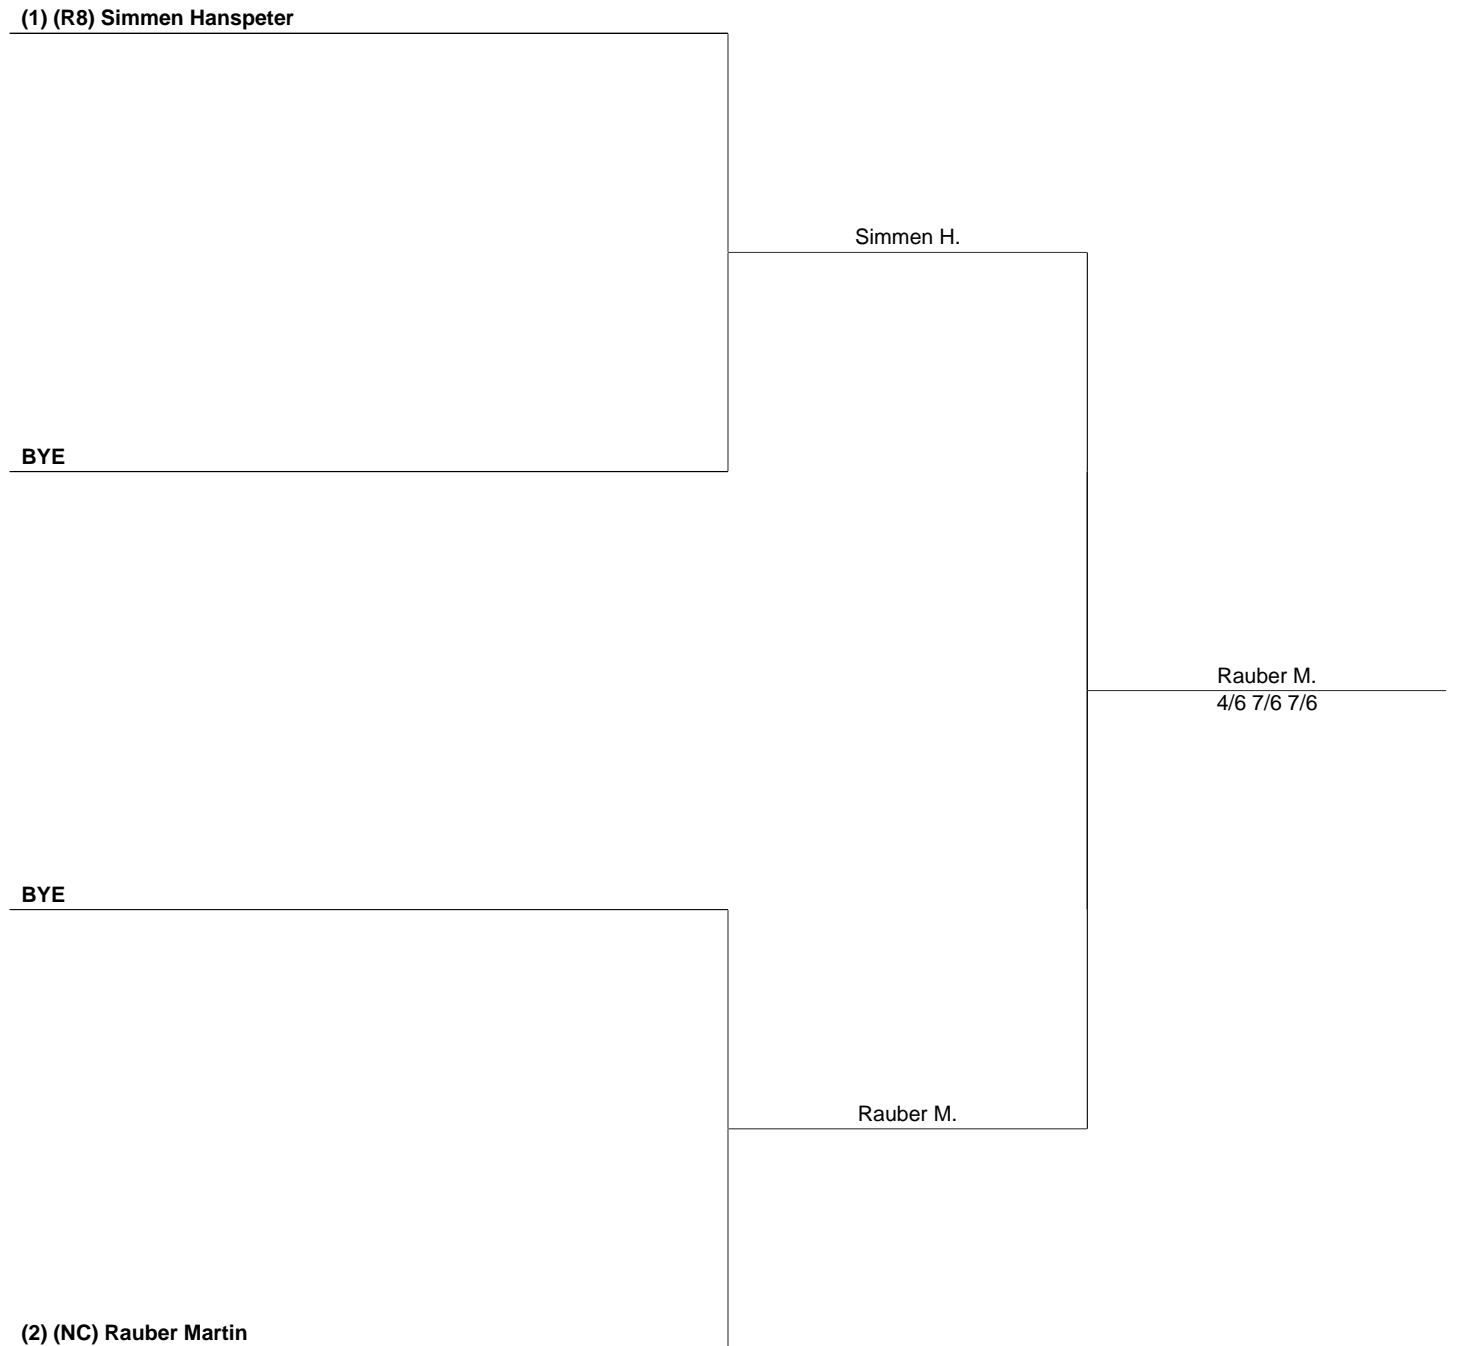 (1) (R8) Simmen Hanspeter
Simmen H.
BYE
Rauber M.
4/6 7/6 7/6
BYE
Rauber M.
(2) (NC) Rauber Martin